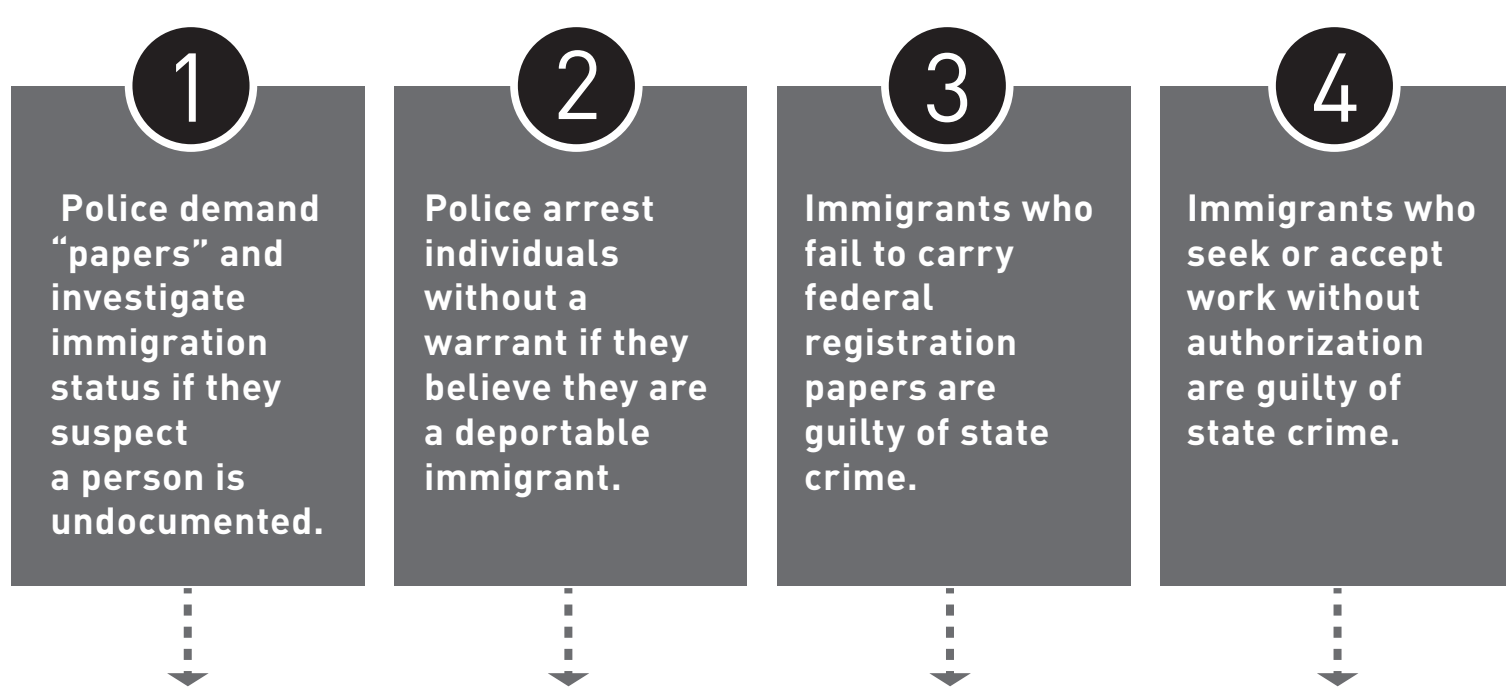 1
Police demand
“papers” and
investigate
immigration
status if they
suspect
a person is
undocumented.
2
Police arrest
individuals
without a
warrant if they
believe they are
a deportable
immigrant.
3
Immigrants who
fail to carry
federal
registration
papers are
guilty of state
crime.
4
Immigrants who
seek or accept
work without
authorization
are guilty of
state crime.